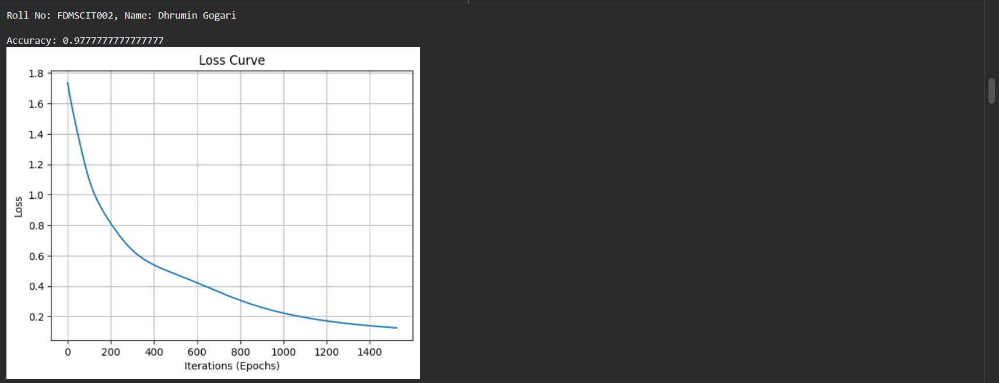 Roll No: FDMSCIT002, Name: Dhrumin Gogari
Accuracy: 0.9777777777777777
Loss Curve
1.8
1.6
1.4
1.2
1.0
0.8
0.6
0.4
0.2
Loss
0 200 400 600 800 1000 1200 1400
Iterations (Epochs)